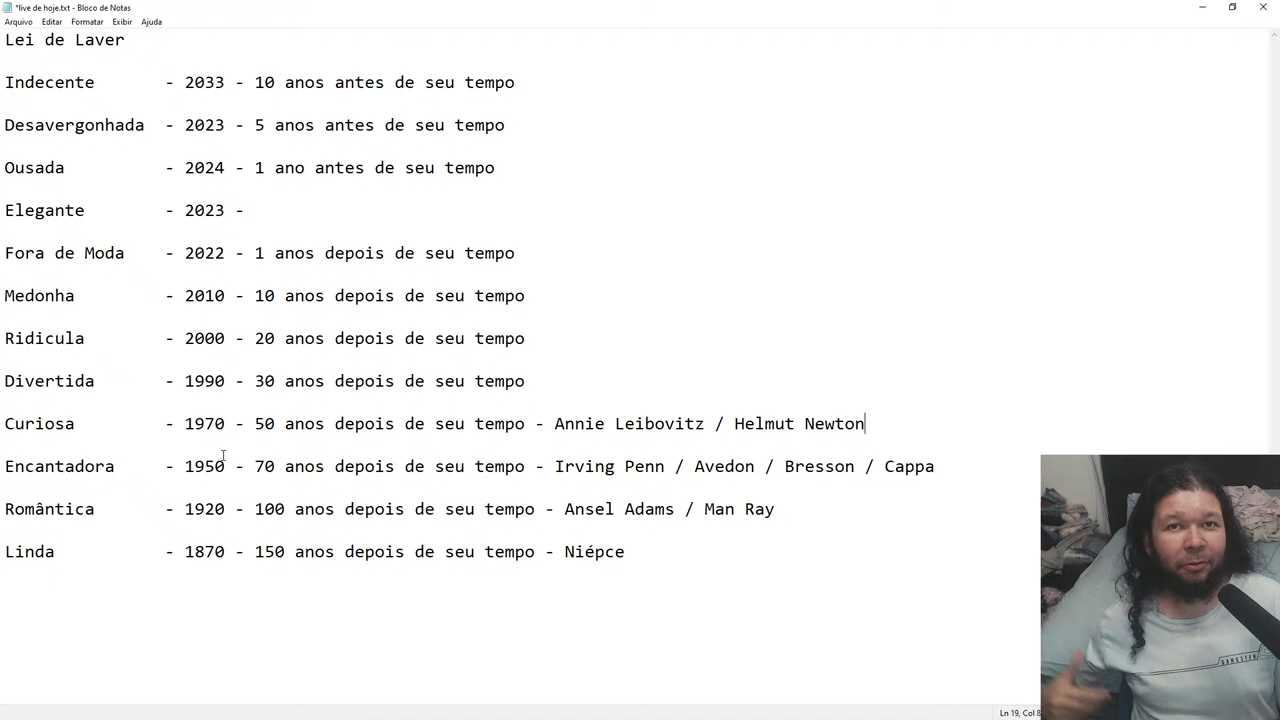 *live de hoje.txt - Bloco de Notas
Arquivo Editar Formatar Exibir Ajuda
Lei de Laver
Indecente - 2033 - 10 anos antes de seu tempo
Desavergonhada - 2023 - 5 anos antes de seu tempo
Ousada - 2024 - 1 ano antes de seu tempo
Elegante - 2023 -
Fora de Moda - 2022 - 1 anos depois de seu tempo
Medonha - 2010 - 10 anos depois de seu tempo
Ridicula - 2000 - 20 anos depois de seu tempo
Divertida - 1990 - 30 anos depois de seu tempo
Curiosa - 1970 - 50 anos depois de seu tempo - Annie Leibovitz / Helmut Newton
Encantadora - 1950 - 70 anos depois de seu tempo - Irving Penn / Avedon / Bresson / Cappa
Romântica - 1920 - 100 anos depois de seu tempo - Ansel Adams / Man Ray
Linda - 1870 - 150 anos depois de seu tempo - Niépce
GANGSTER
Ln 19, Col 8